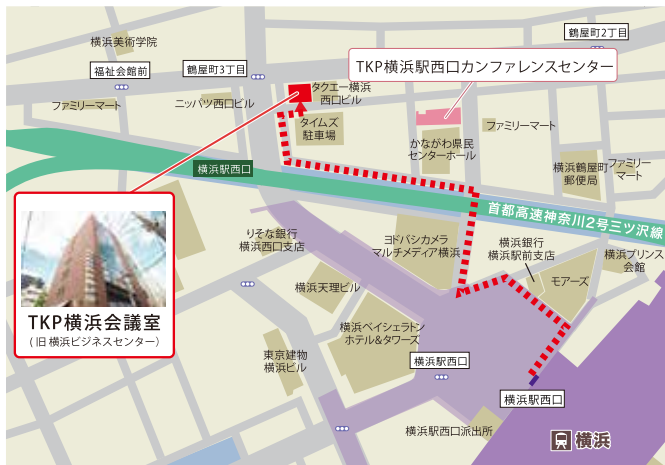 鶴屋町2丁目
横浜美術学院
福祉会館前
鶴屋町3丁目
TKP横浜駅西口カンファレンスセンター
タクエー横浜
西口ビル
ファミリーマート
ニッパツ西口ビル
タイムズ
駐車場
かながわ県民
センターホール
ファミリーマート
横浜鶴屋町
郵便局
ファミリー
マート
横浜駅西口
首都高速神奈川2号三ツ沢線
りそな銀行
横浜西口支店
ヨドバシカメラ
マルチメディア横浜
横浜銀行
横浜駅前支店
横浜プリンス
会館
モアーズ
横浜天理ビル
TKP横浜会議室
(旧 横浜ビジネスセンター)
横浜ベイシェラトン
ホテル&タワーズ
東京建物
横浜ビル
横浜駅西口
横浜駅西口
横浜駅西口派出所
横浜